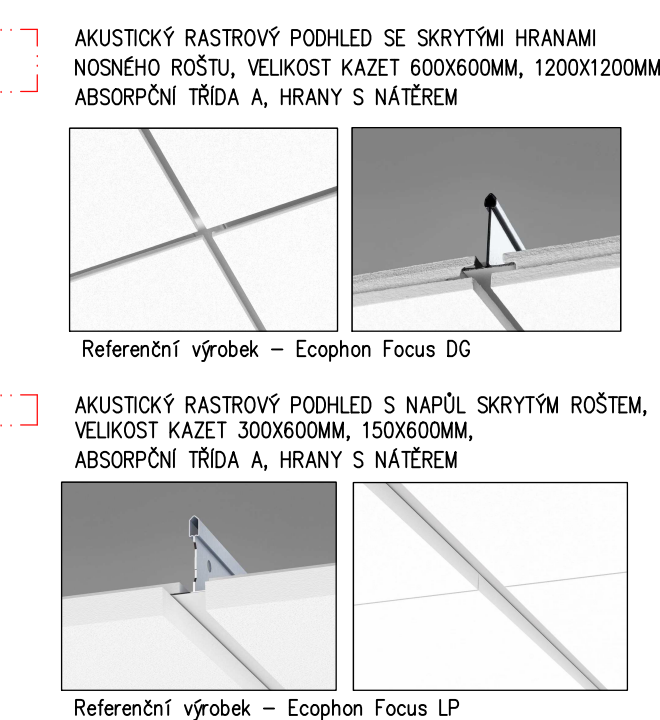 AKUSTICKÝ RASTROVÝ PODHLED SE SKRYTÝMI HRANAMI
NOSNÉHO ROŠTU, VELIKOST KAZET 600X600MM, 1200X1200MM
ABSORPČNÍ TŘÍDA A, HRANY S NÁTĚREM
Referenční výrobek – Ecophon Focus DG
AKUSTICKÝ RASTROVÝ PODHLED S NAPŮL SKRYTÝM ROŠTEM,
VELIKOST KAZET 300X600MM, 150X600MM,
ABSORPČNÍ TŘÍDA A, HRANY S NÁTĚREM
Referenční výrobek – Ecophon Focus LP